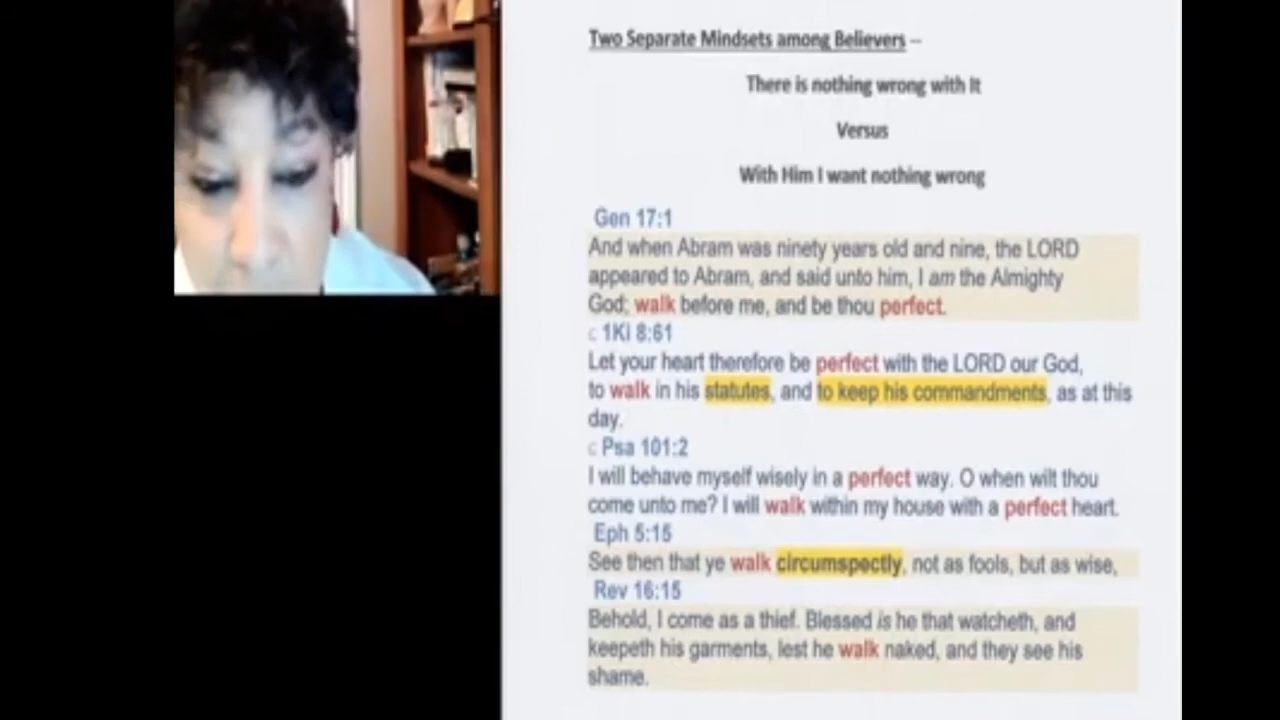 Two Separate Mindsets among Believers –
There is nothing wrong with It
Versus
With Him I want nothing wrong
Gen 17:1
And when Abram was ninety years old and nine, the LORD
appeared to Abram, and said unto him, I am the Almighty
God; walk before me, and be thou perfect.
c 1Ki 8:61
Let your heart therefore be perfect with the LORD our God,
to walk in his statutes, and to keep his commandments, as at this
day.
c Psa 101:2
I will behave myself wisely in a perfect way. O when wilt thou
come unto me? I will walk within my house with a perfect heart.
Eph 5:15
See then that ye walk circumspectly, not as fools, but as wise,
Rev 16:15
Behold, I come as a thief. Blessed is he that watcheth, and
keepeth his garments, lest he walk naked, and they see his
shame.